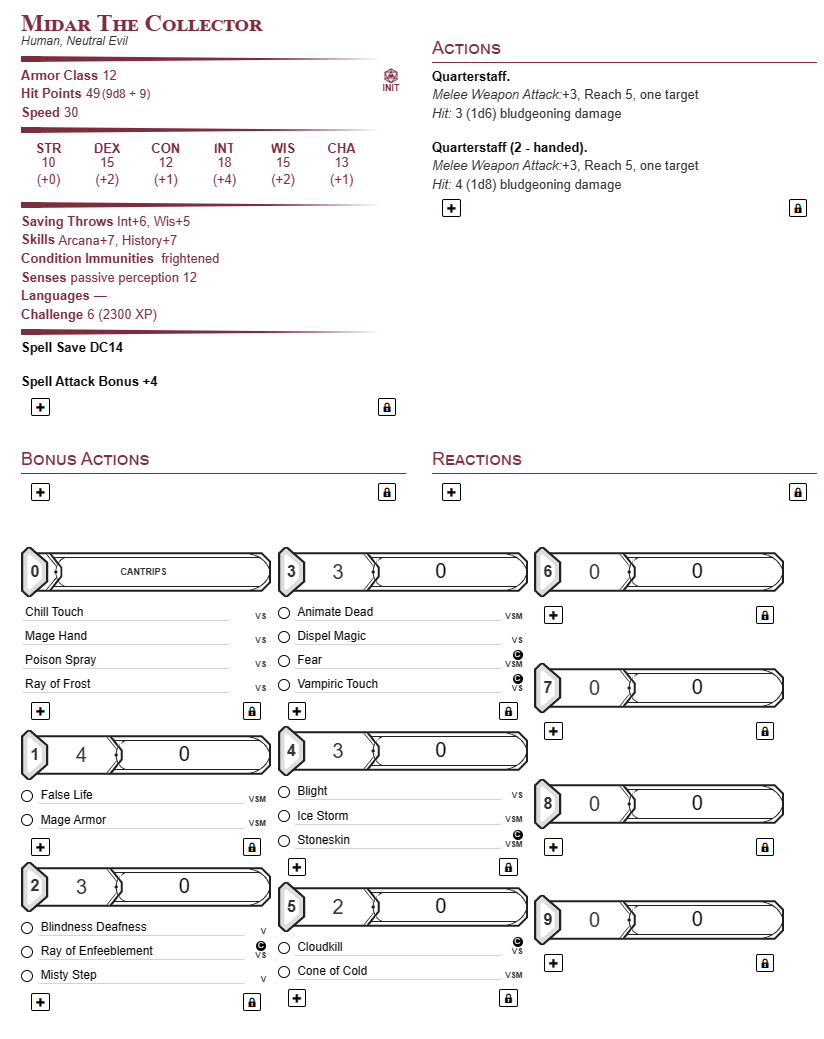 Midar The Collector
Human, Neutral Evil
Armor Class 12
Hit Points 49(9d8 + 9)
Speed 30
INIT
STR DEX CON INT WIS CHA
10 15 12 18 15 13
(+0) (+2) (+1) (+4) (+2) (+1)
Saving Throws Int+6, Wis+5
Skills Arcana+7, History+7
Condition Immunities frightened
Senses passive perception 12
Languages —
Challenge 6 (2300 XP)
Spell Save DC14
Spell Attack Bonus +4
Actions
Quarterstaff.
Melee Weapon Attack:+3, Reach 5, one target
Hit: 3 (1d6) bludgeoning damage
Quarterstaff (2 - handed).
Melee Weapon Attack:+3, Reach 5, one target
Hit: 4 (1d8) bludgeoning damage
Bonus Actions
Reactions
0 CANTRIPS
Chill Touch VS
Mage Hand VS
Poison Spray VS
Ray of Frost VS
1 4 0
False Life VSM
Mage Armor VSM
2 3 0
Blindness Deafness V
Ray of Enfeeblement C VS
Misty Step V
3 3 0
Animate Dead VSM
Dispel Magic VS
Fear C VSM
Vampiric Touch C VS
4 3 0
Blight VS
Ice Storm VSM
Stoneskin C VSM
5 2 0
Cloudkill C VS
Cone of Cold VSM
6 0 0
7 0 0
8 0 0
9 0 0